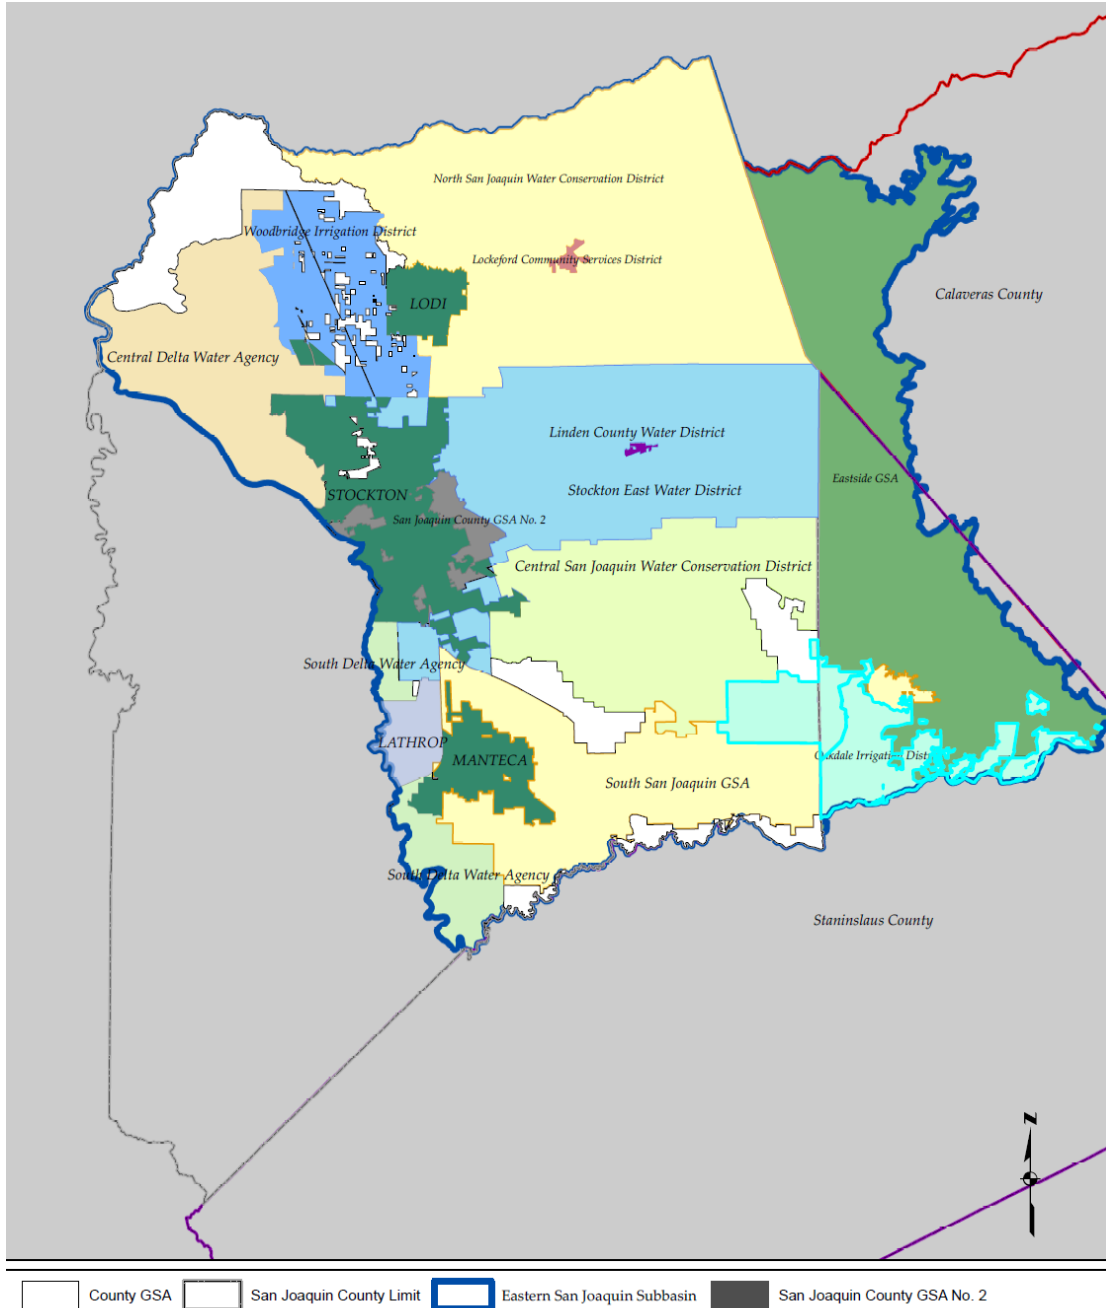 North San Joaquin Water Conservation District
Woodbridge Irrigation District
Lockeford Community Services District
Calaveras County
LODI
Central Delta Water Agency
Linden County Water District
Eastside GSA
Stockton East Water District
STOCKTON
San Joaquin County GSA No. 2
Central San Joaquin Water Conservation District
South Delta Water Agency
LATHROP
MANTECA
Oakdale Irrigation Distr
South San Joaquin GSA
South Delta Water Agency
Staninslaus County
N
County GSA San Joaquin County Limit Eastern San Joaquin Subbasin San Joaquin County GSA No. 2